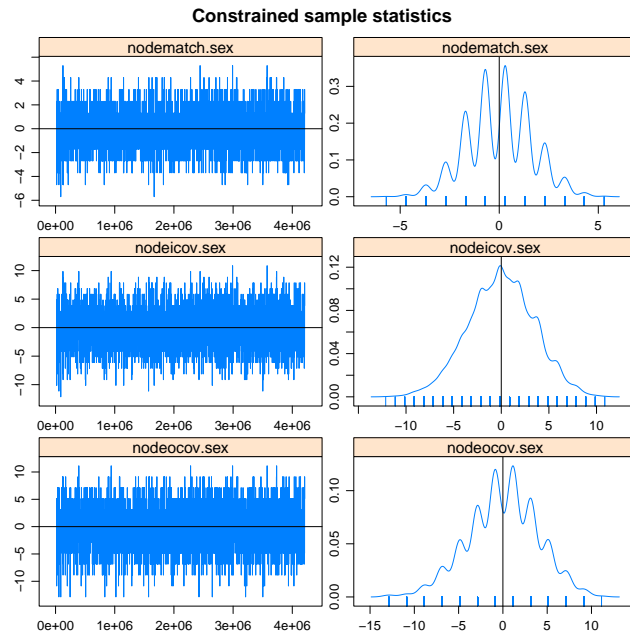 Constrained sample statistics
nodematch.sex
nodematch.sex
−6 −4 −2 0 2 4
0e+00 1e+06 2e+06 3e+06 4e+06
0.0 0.1 0.2 0.3
−5 0 5
nodeicov.sex
nodeicov.sex
−10 −5 0 5 10
0e+00 1e+06 2e+06 3e+06 4e+06
0.00 0.04 0.08 0.12
−10 −5 0 5 10
nodeocov.sex
nodeocov.sex
−10 −5 0 5 10
0e+00 1e+06 2e+06 3e+06 4e+06
0.00 0.05 0.10
−15 −10 −5 0 5 10